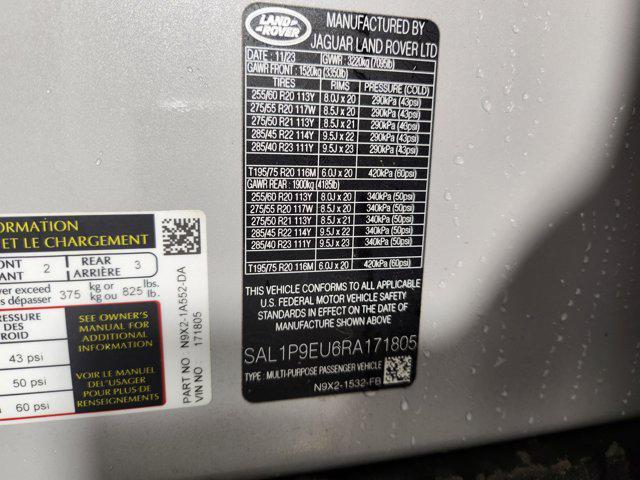 LAND ROVER
MANUFACTURED BY
JAGUAR LAND ROVER LTD
DATE : 11/23 GVWR : 3220kg (7095lb)
GAWR FRONT : 1520kg (3350lb)
TIRES RIMS PRESSURE (COLD)
255/60 R20 113Y 8.0J x 20 290kPa (43psi)
275/55 R20 117W 8.5J x 20 290kPa (43psi)
275/50 R21 113Y 8.5J x 21 290kPa (43psi)
285/45 R22 114Y 9.5J x 22 290kPa (43psi)
285/40 R23 111Y 9.5J x 23 290kPa (43psi)
T195/75 R20 116M 6.0J x 20 420kPa (60psi)
GAWR REAR : 1900kg (4185lb)
255/60 R20 113Y 8.0J x 20 340kPa (50psi)
275/55 R20 117W 8.5J x 20 340kPa (50psi)
275/50 R21 113Y 8.5J x 21 340kPa (50psi)
285/45 R22 114Y 9.5J x 22 340kPa (50psi)
285/40 R23 111Y 9.5J x 23 340kPa (50psi)
T195/75 R20 116M 6.0J x 20 420kPa (60psi)
THIS VEHICLE CONFORMS TO ALL APPLICABLE
U.S. FEDERAL MOTOR VEHICLE SAFETY
STANDARDS IN EFFECT ON THE DATE OF
MANUFACTURE SHOWN ABOVE
SAL1P9EU6RA171805
TYPE : MULTI-PURPOSE PASSENGER VEHICLE
N9X2-1532-FB
ORMATION
ET LE CHARGEMENT
ONT 2 REAR 3
ANT ARRIÈRE
ver exceed 375 kg or 825 lbs.
s dépasser kg ou lb.
RESSURE
DES
ROID
43 psi
50 psi
60 psi
SEE OWNER'S
MANUAL FOR
ADDITIONAL
INFORMATION
VOIR LE MANUEL
DE L'USAGER
POUR PLUS DE
RENSEIGNEMENTS
PART NO N9X2-1A552-DA
VIN NO : 171805